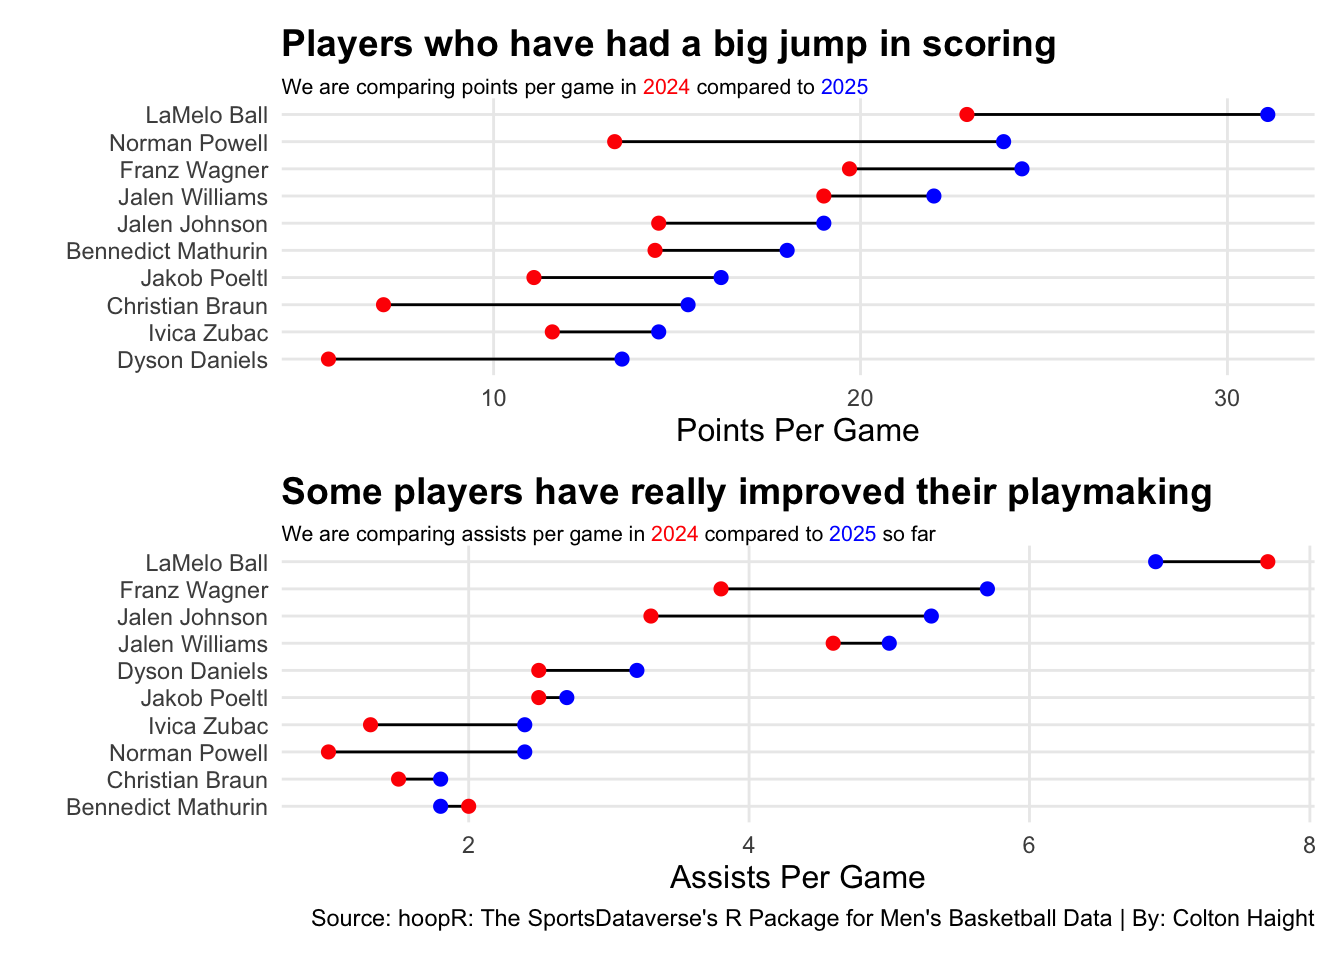 Players who have had a big jump in scoring
We are comparing points per game in 2024 compared to 2025
LaMelo Ball
Norman Powell
Franz Wagner
Jalen Williams
Jalen Johnson
Bennedict Mathurin
Jakob Poeltl
Christian Braun
Ivica Zubac
Dyson Daniels
10 20 30
Points Per Game
Some players have really improved their playmaking
We are comparing assists per game in 2024 compared to 2025 so far
LaMelo Ball
Franz Wagner
Jalen Johnson
Jalen Williams
Dyson Daniels
Jakob Poeltl
Ivica Zubac
Norman Powell
Christian Braun
Bennedict Mathurin
2 4 6 8
Assists Per Game
Source: hoopR: The SportsDataverse's R Package for Men's Basketball Data | By: Colton Haight